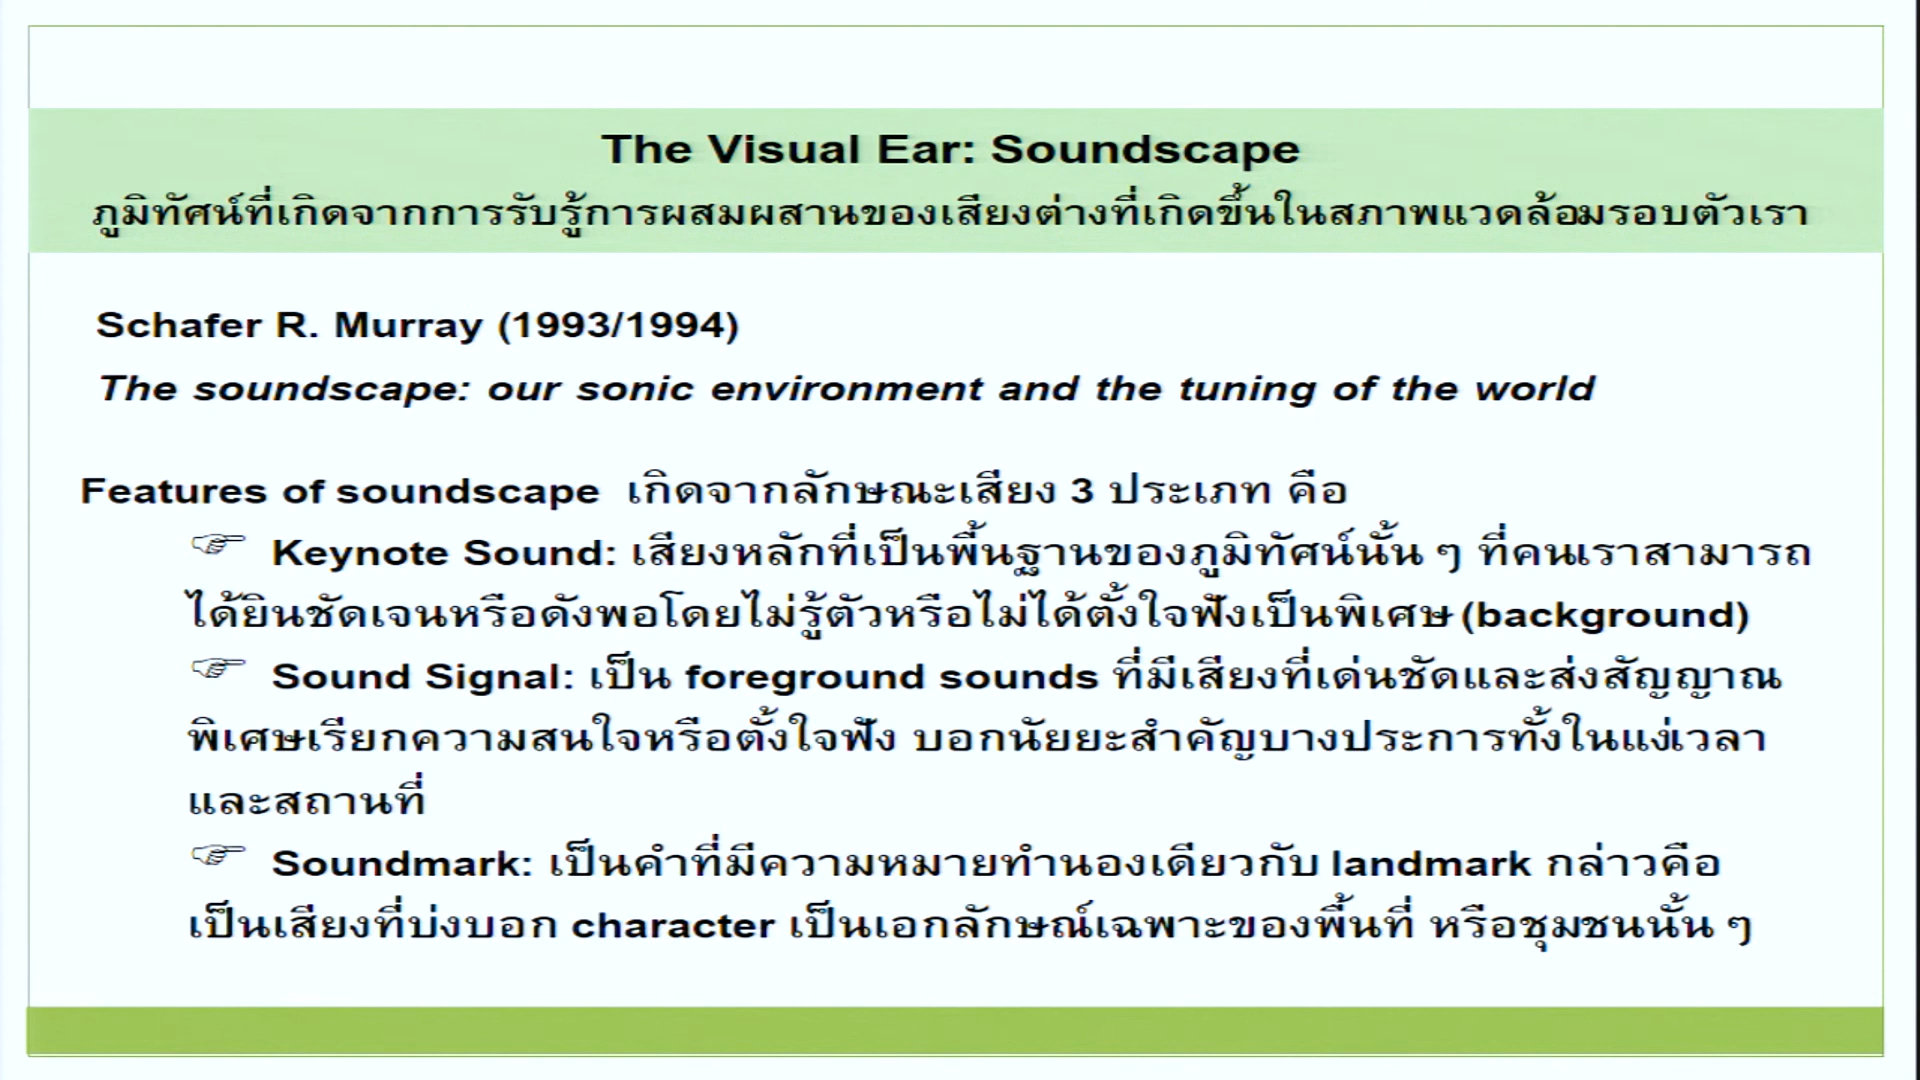 The Visual Ear: Soundscape
ภูมิทัศน์ที่เกิดจากการรับรู้การผสมผสานของเสียงต่างที่เกิดขึ้นในสภาพแวดล้อมรอบตัวเรา
Schafer R. Murray (1993/1994)
The soundscape: our sonic environment and the tuning of the world
Features of soundscape เกิดจากลักษณะเสียง 3 ประเภท คือ
☞ Keynote Sound: เสียงหลักที่เป็นพื้นฐานของภูมิทัศน์นั้น ๆ ที่คนเราสามารถ
ได้ยินชัดเจนหรือดังพอโดยไม่รู้ตัวหรือไม่ได้ตั้งใจฟังเป็นพิเศษ (background)
☞ Sound Signal: เป็น foreground sounds ที่มีเสียงที่เด่นชัดและส่งสัญญาณ
พิเศษเรียกความสนใจหรือตั้งใจฟัง บอกนัยยะสำคัญบางประการทั้งในแง่เวลา
และสถานที่
☞ Soundmark: เป็นคำที่มีความหมายทำนองเดียวกับ landmark กล่าวคือ
เป็นเสียงที่บ่งบอก character เป็นเอกลักษณ์เฉพาะของพื้นที่ หรือชุมชนนั้น ๆ